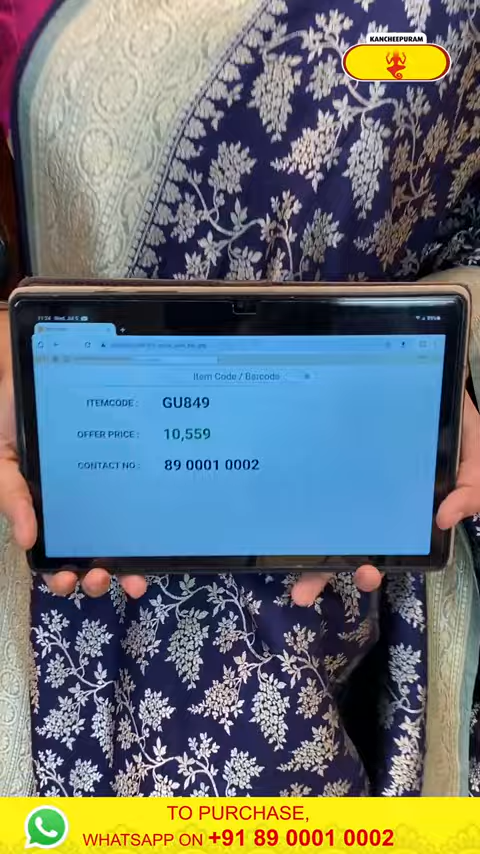 KANCHEEPURAM
Item Code / Barcode
ITEMCODE : GU849
OFFER PRICE : 10,559
CONTACT NO : 89 0001 0002
TO PURCHASE,
WHATSAPP ON +91 89 0001 0002